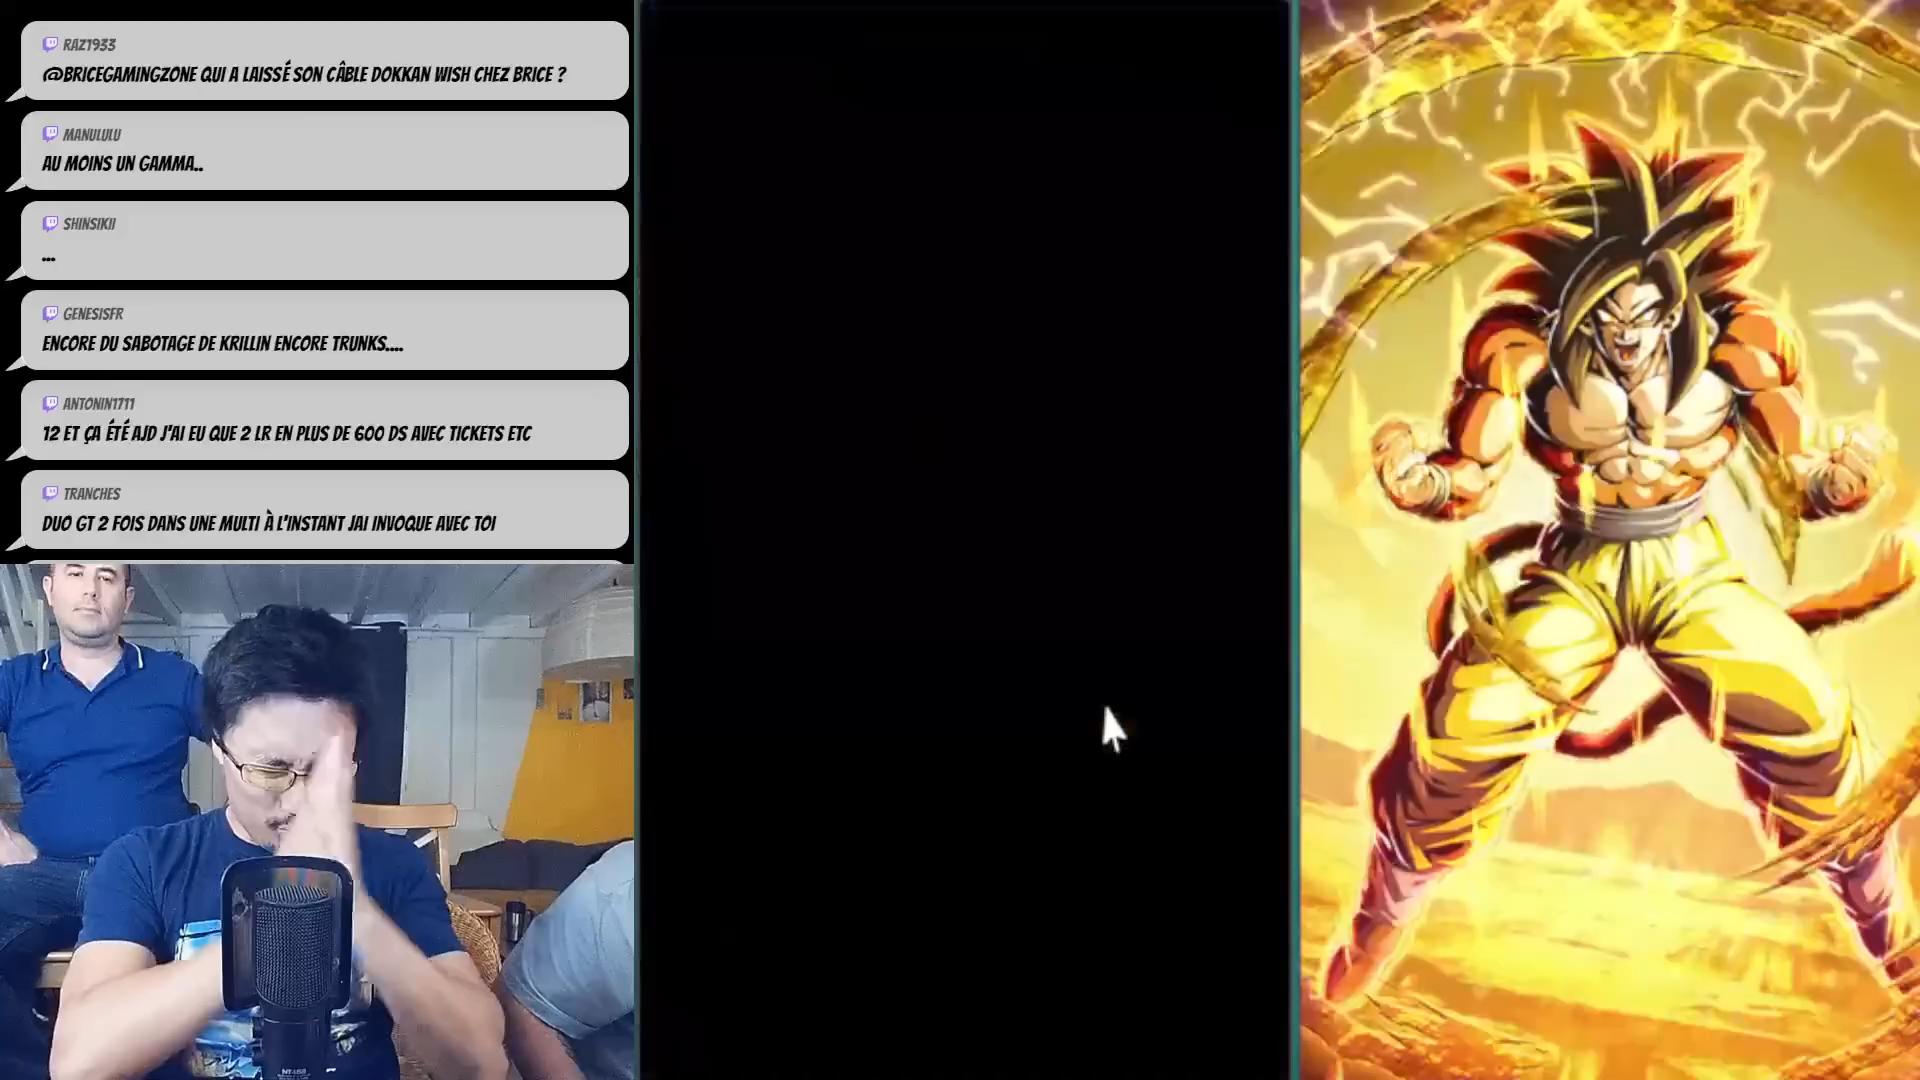 RAZ1933
@BRICEGAMINGZONE QUI A LAISSÉ SON CÂBLE DOKKAN WISH CHEZ BRICE ?
MANULULU
AU MOINS UN GAMMA..
SHINSIKII
...
GENESISFR
ENCORE DU SABOTAGE DE KRILLIN ENCORE TRUNKS....
ANTONIN1711
12 ET ÇA ÉTÉ AJD J'AI EU QUE 2 LR EN PLUS DE 600 DS AVEC TICKETS ETC
TRANCHES
DUO GT 2 FOIS DANS UNE MULTI À L'INSTANT JAI INVOQUE AVEC TOI